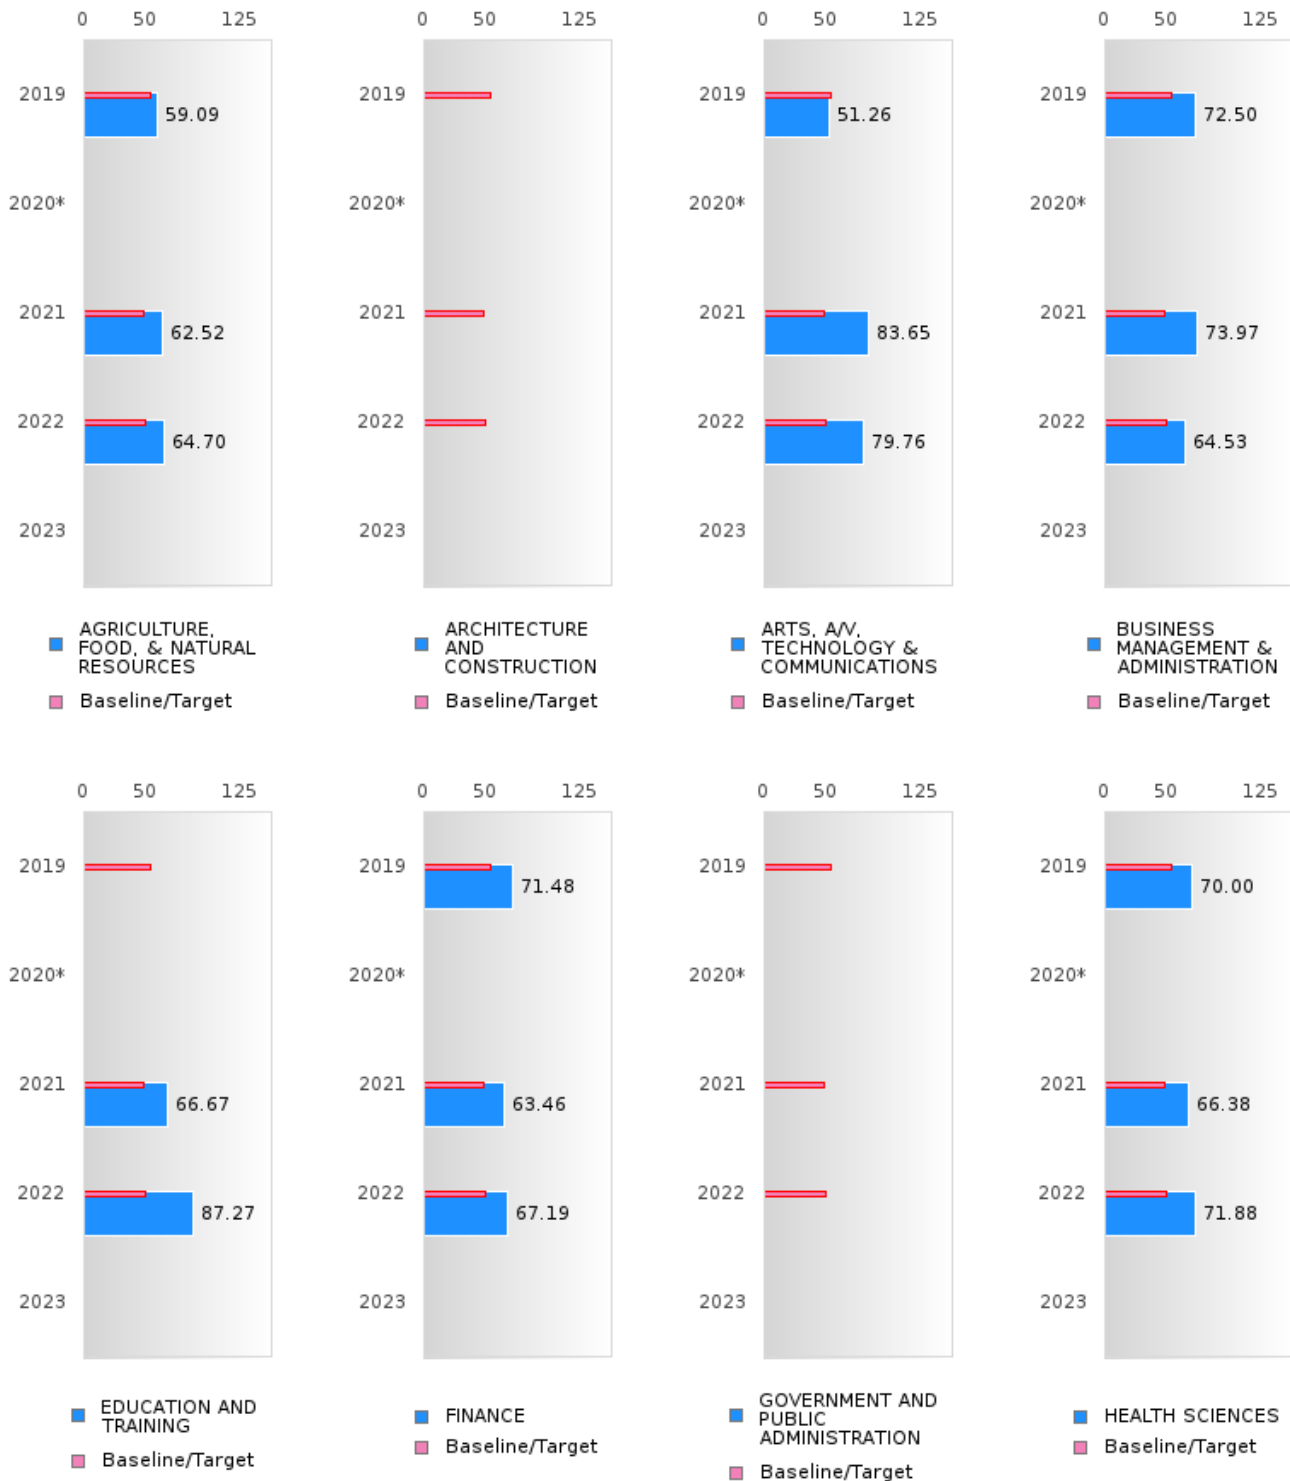 0 50 125
2019 59.09
2020*
2021 62.52
2022 64.70
2023
AGRICULTURE,
FOOD, & NATURAL
RESOURCES
Baseline/Target
0 50 125
2019
2020*
2021
2022
2023
ARCHITECTURE
AND
CONSTRUCTION
Baseline/Target
0 50 125
2019 51.26
2020*
2021 83.65
2022 79.76
2023
ARTS, A/V,
TECHNOLOGY &
COMMUNICATIONS
Baseline/Target
0 50 125
2019 72.50
2020*
2021 73.97
2022 64.53
2023
BUSINESS
MANAGEMENT &
ADMINISTRATION
Baseline/Target
0 50 125
2019
2020*
2021 66.67
2022 87.27
2023
EDUCATION AND
TRAINING
Baseline/Target
0 50 125
2019 71.48
2020*
2021 63.46
2022 67.19
2023
FINANCE
Baseline/Target
0 50 125
2019
2020*
2021
2022
2023
GOVERNMENT AND
PUBLIC
ADMINISTRATION
Baseline/Target
0 50 125
2019 70.00
2020*
2021 66.38
2022 71.88
2023
HEALTH SCIENCES
Baseline/Target